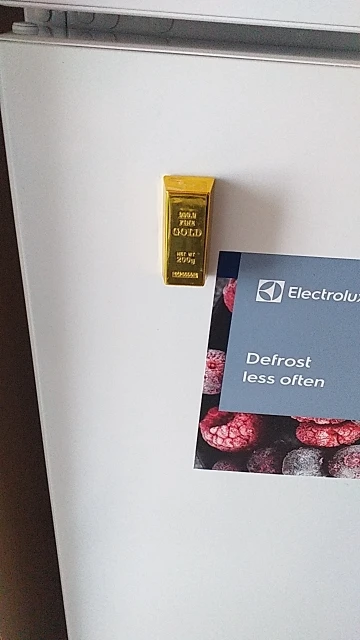 999.9
FINE
GOLD
NET WT
200g
Electrolux
Defrost
less often